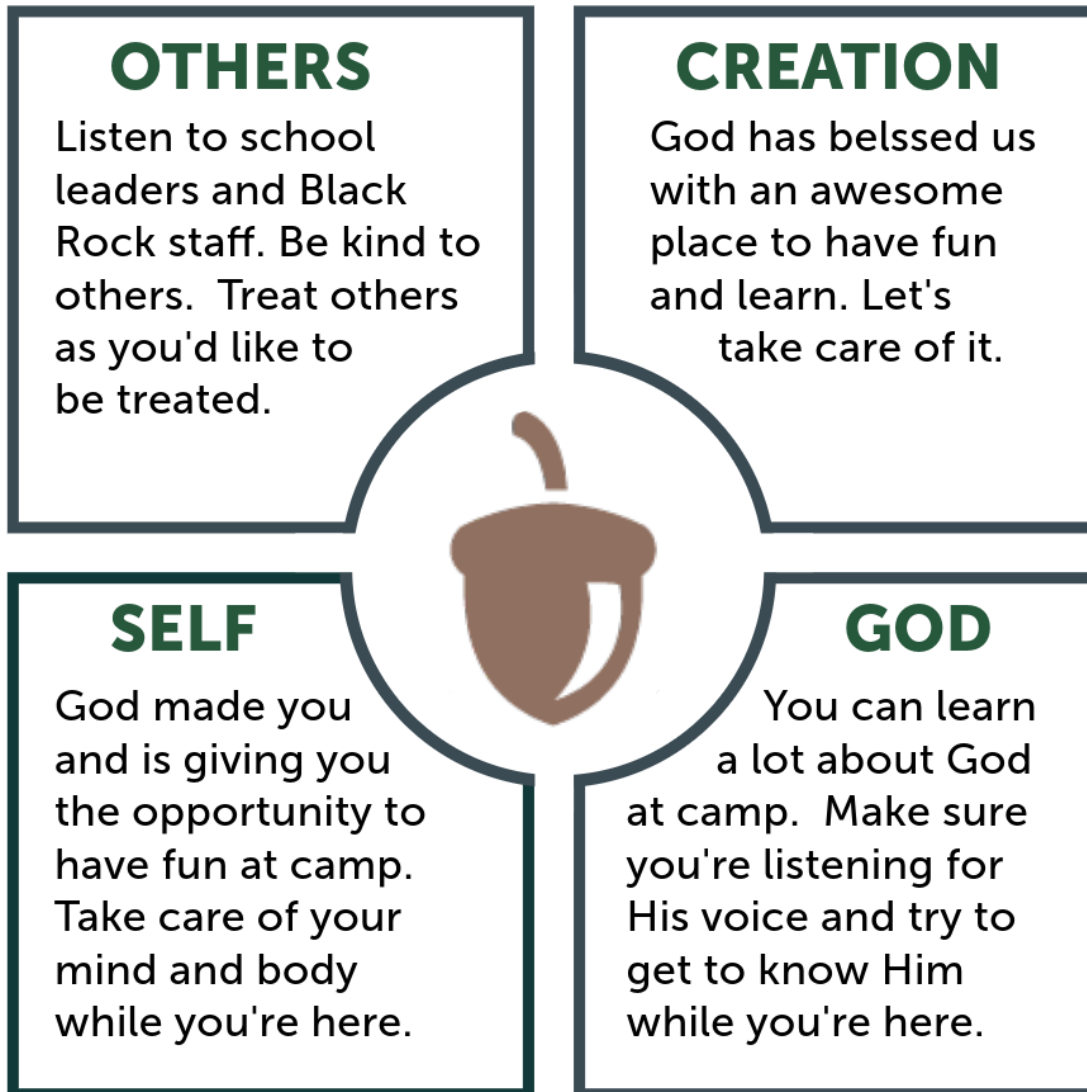 OTHERS
Listen to school
leaders and Black
Rock staff. Be kind to
others.  Treat others
as you'd like to
be treated.
CREATION
God has belssed us
with an awesome
place to have fun
and learn. Let's
take care of it.
SELF
God made you
and is giving you
the opportunity to
have fun at camp.
Take care of your
mind and body
while you're here.
GOD
You can learn
a lot about God
at camp.  Make sure
you're listening for
His voice and try to
get to know Him
while you're here.